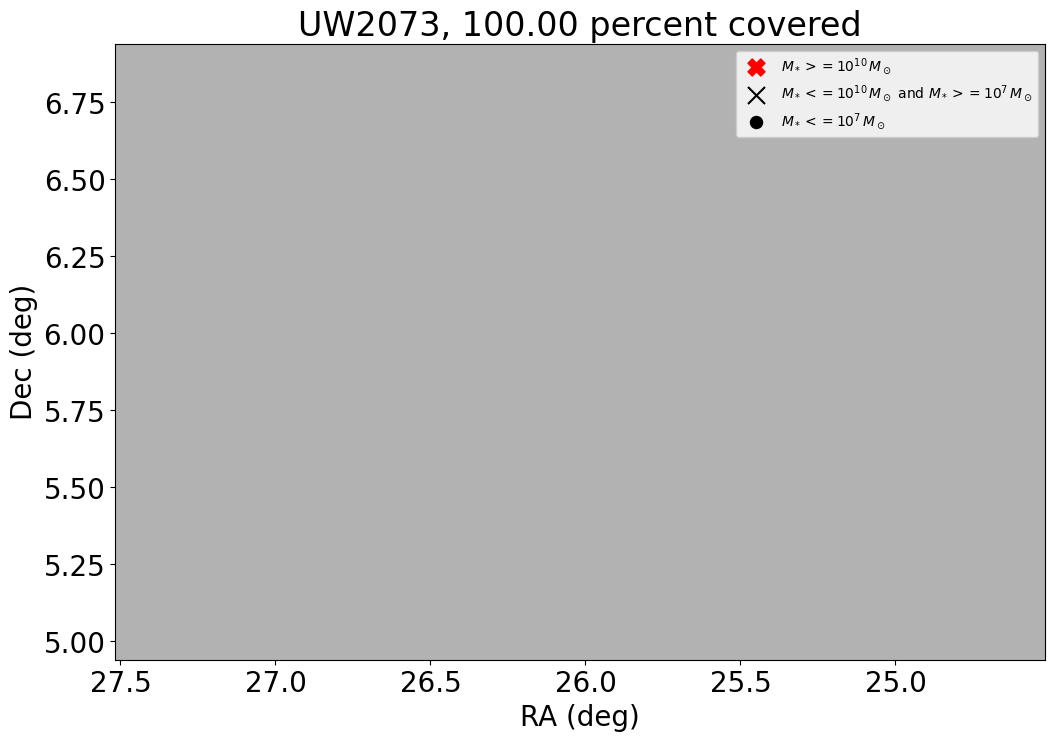 UW2073, 100.00 percent covered
M* >= 10^10 M⊙
M* <= 10^10 M⊙ and M* >= 10^7 M⊙
M* <= 10^7 M⊙
6.75
6.50
6.25
6.00
5.75
5.50
5.25
5.00
Dec (deg)
27.5 27.0 26.5 26.0 25.5 25.0
RA (deg)